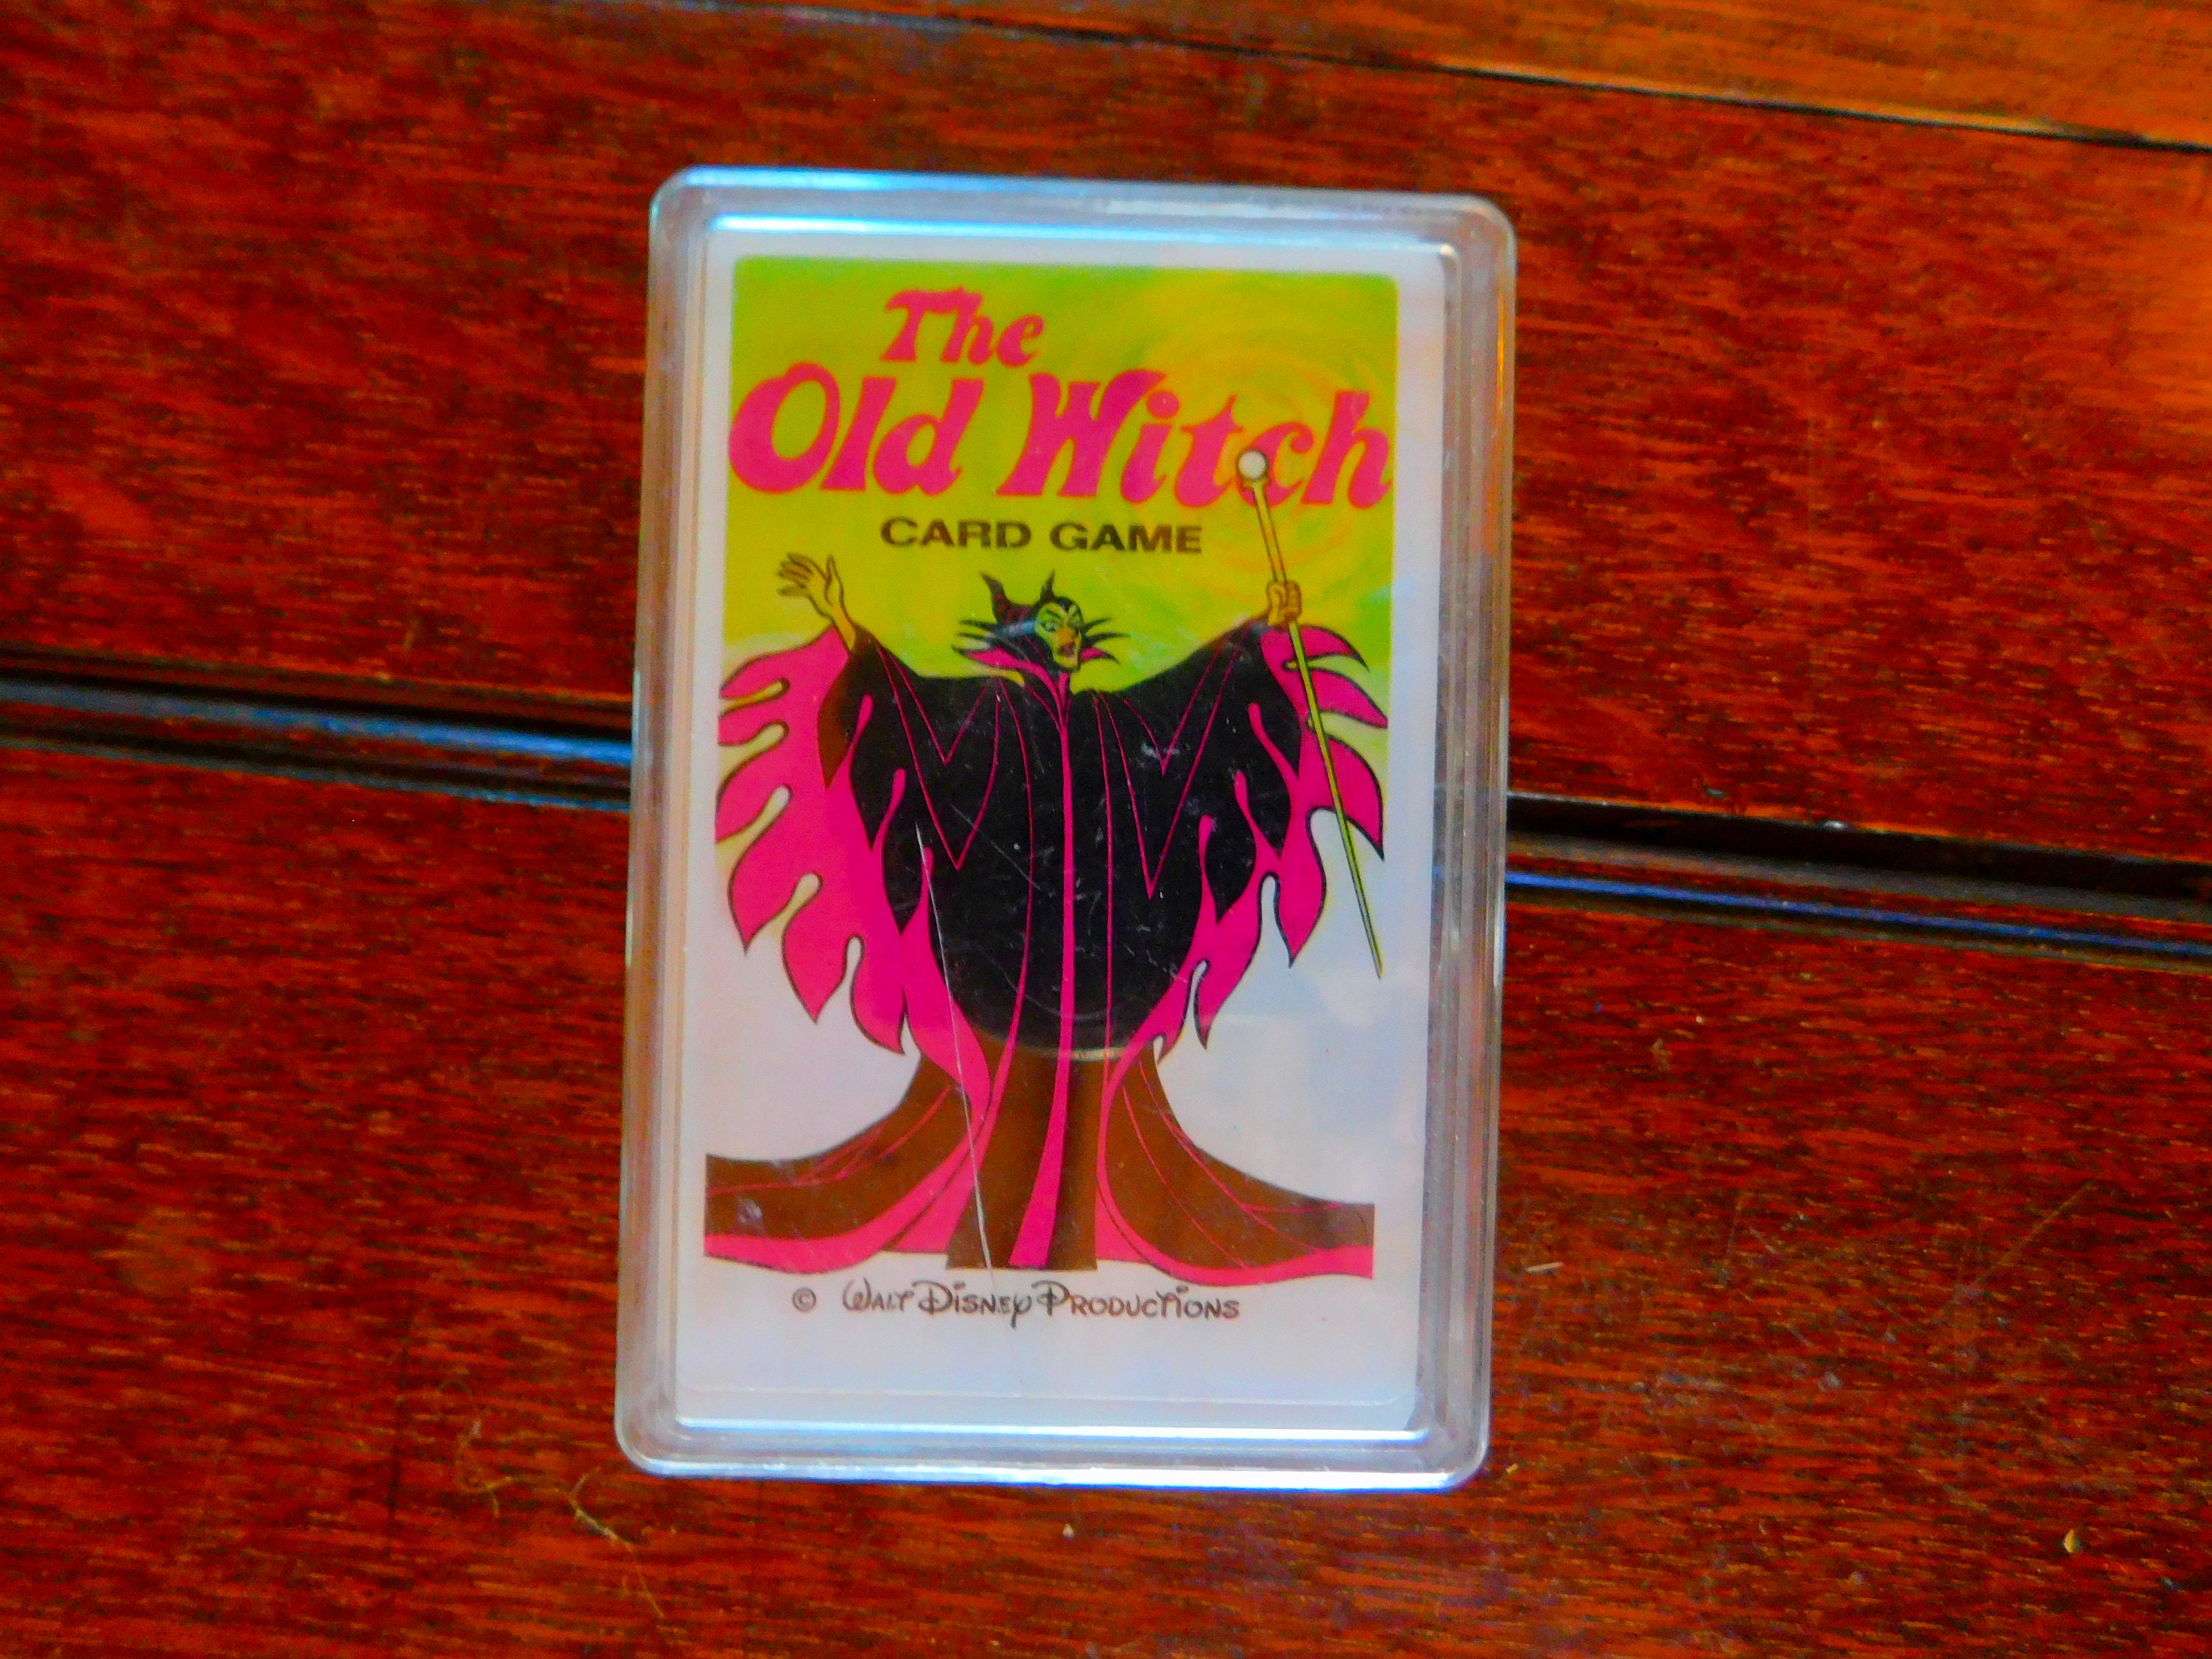 The
Old Witch
CARD GAME
© WALT DISNEY PRODUCTIONS